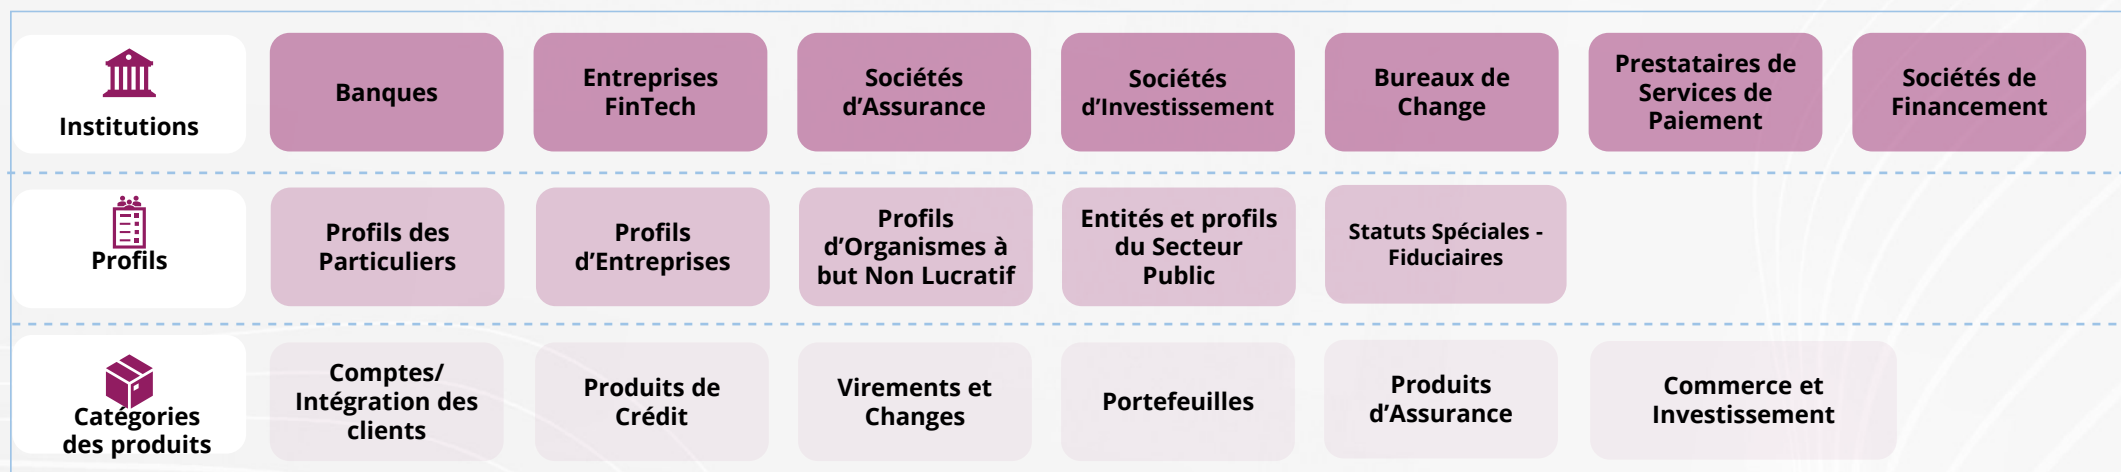 Institutions
Banques
Entreprises
FinTech
Sociétés
d’Assurance
Sociétés
d’Investissement
Bureaux de
Change
Prestataires de
Services de
Paiement
Sociétés de
Financement
Profils
Profils des
Particuliers
Profils
d’Entreprises
Profils
d’Organismes à
but Non Lucratif
Entités et profils
du Secteur
Public
Statuts Spéciales -
Fiduciaires
Catégories
des produits
Comptes/
Intégration des
clients
Produits de
Crédit
Virements et
Changes
Portefeuilles
Produits
d’Assurance
Commerce et
Investissement